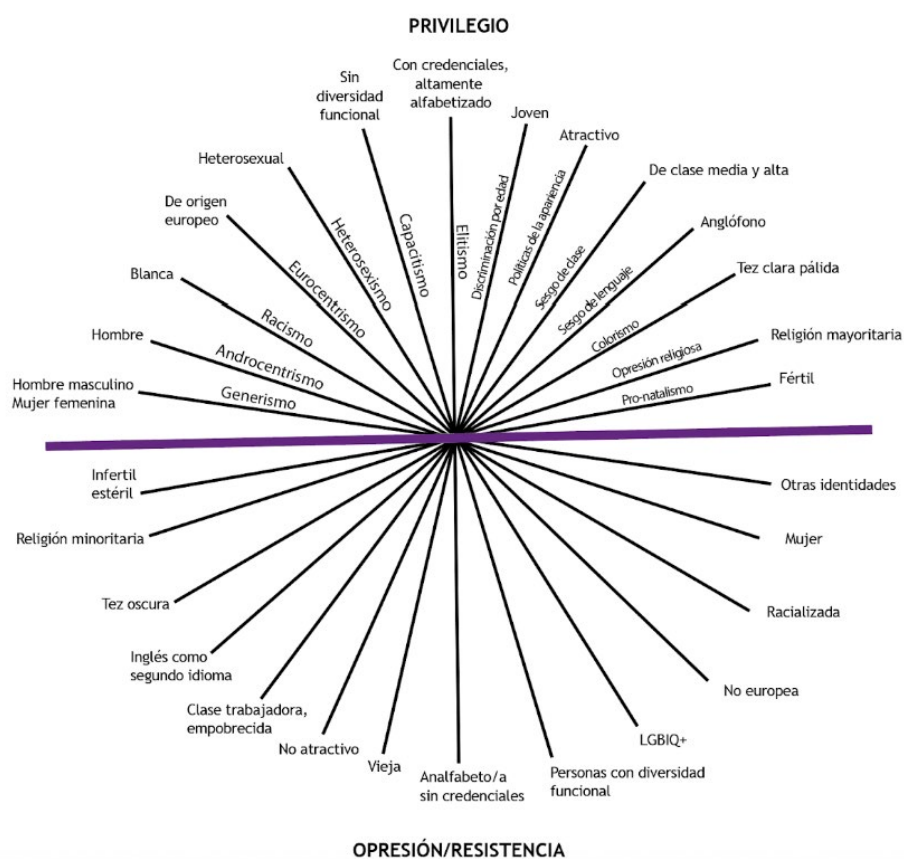 PRIVILEGIO
Con credenciales,
altamente
alfabetizado
Sin
diversidad
funcional
Joven
Atractivo
Heterosexual
De clase media y alta
De origen
europeo
Anglófono
Blanca
Tez clara pálida
Hombre
Religión mayoritaria
Hombre masculino
Mujer femenina
Fértil
Generismo
Androcentrismo
Racismo
Eurocentrismo
Heterosexismo
Capacitismo
Elitismo
Discriminación por edad
Políticas de la apariencia
Sesgo de clase
Sesgo de lenguaje
Colorismo
Opresión religiosa
Pro-natalismo
Infertil
estéril
Otras identidades
Religión minoritaria
Mujer
Tez oscura
Racializada
Inglés como
segundo idioma
No europea
Clase trabajadora,
empobrecida
No atractivo
LGBIQ+
Vieja
Analfabeto/a
sin credenciales
Personas con diversidad
funcional
OPRESIÓN/RESISTENCIA